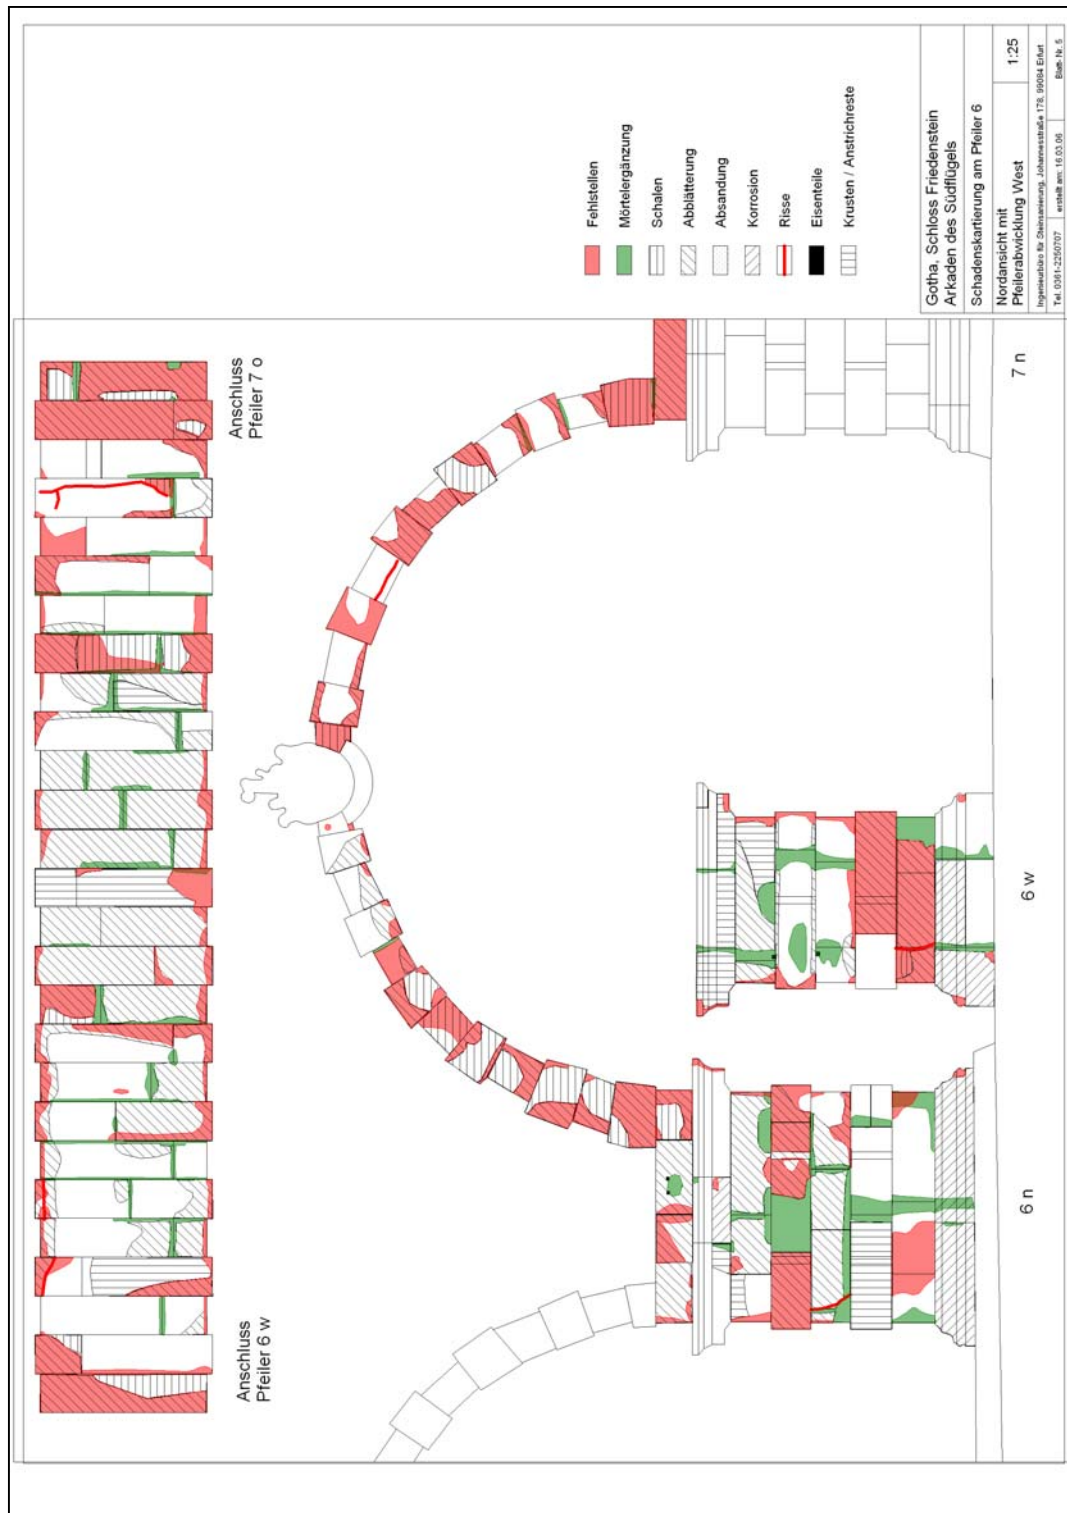 Anschluss
Pfeiler 6 w
Anschluss
Pfeiler 7 o
6 n
6 w
7 n
Fehlstellen
Mörtelergänzung
Schalen
Abblätterung
Absandung
Korrosion
Risse
Eisenteile
Krusten / Anstrichreste
Gotha, Schloss Friedenstein
Arkaden des Südflügels
Schadenskartierung am Pfeiler 6
Nordansicht mit 1:25
Pfeilerabwicklung West
Ingenieurbüro für Steinsanierung, Johannesstraße 178, 99084 Erfurt
Tel. 0361-2250707 erstellt am: 16.03.06 Blatt- Nr. 5